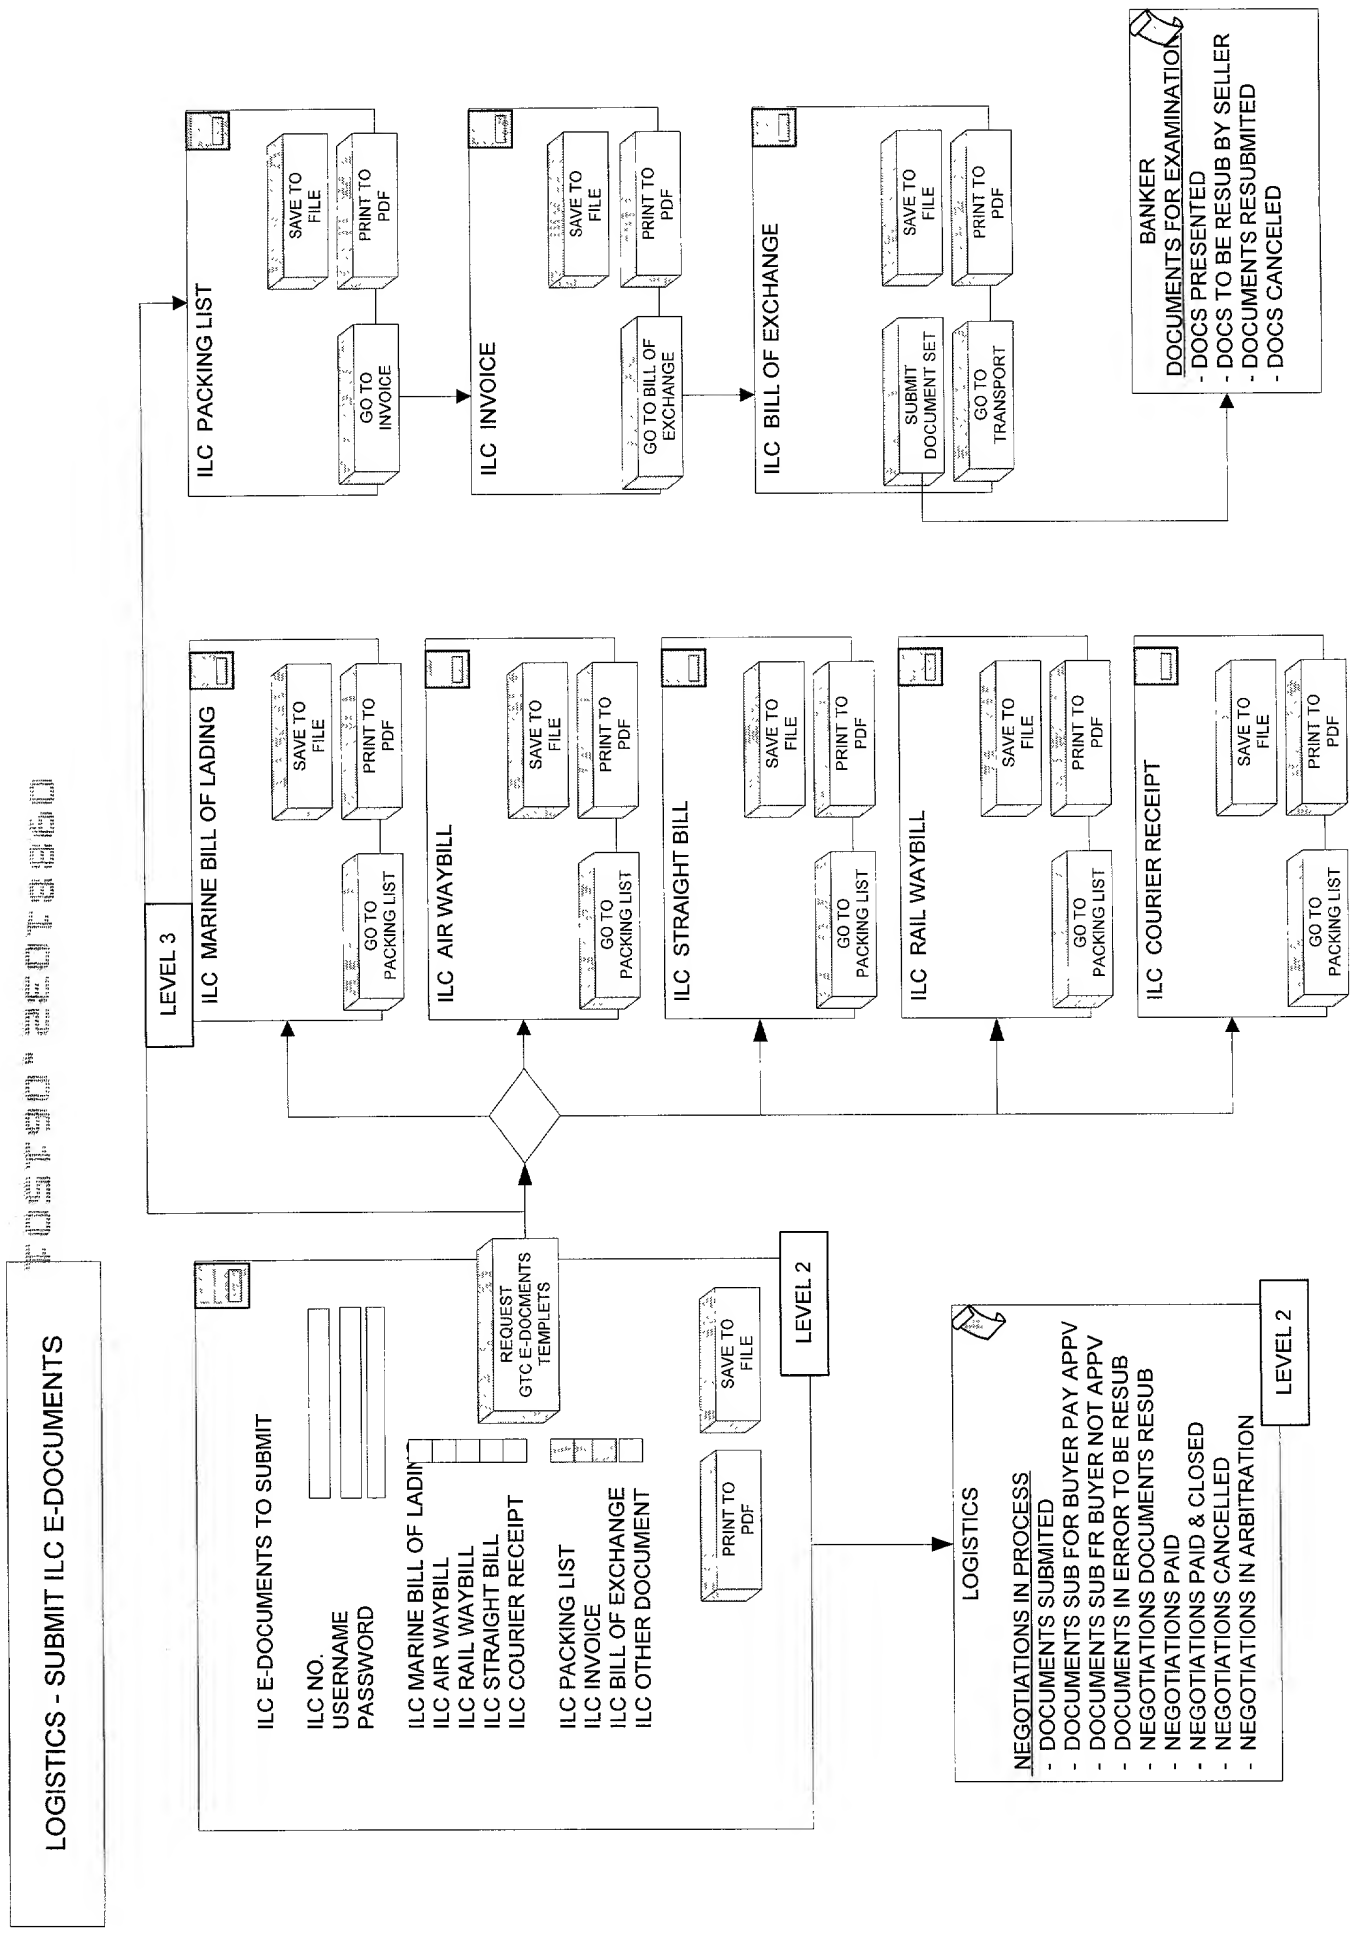 LOGISTICS - SUBMIT ILC E-DOCUMENTS
ILC E-DOCUMENTS TO SUBMIT
ILC NO.
USERNAME
PASSWORD
ILC MARINE BILL OF LADIN
ILC AIR WAYBILL
ILC RAIL WAYBILL
ILC STRAIGHT BILL
ILC COURIER RECEIPT
ILC PACKING LIST
ILC INVOICE
ILC BILL OF EXCHANGE
ILC OTHER DOCUMENT
REQUEST
GTC E-DOCMENTS
TEMPLETS
PRINT TO
PDF
SAVE TO
FILE
LEVEL 2
LOGISTICS
NEGOTIATIONS IN PROCESS
- DOCUMENTS SUBMITED
- DOCUMENTS SUB FOR BUYER PAY APPV
- DOCUMENTS SUB FR BUYER NOT APPV
- DOCUMENTS IN ERROR TO BE RESUB
- NEGOTIATIONS DOCUMENTS RESUB
- NEGOTIATIONS PAID
- NEGOTIATIONS PAID & CLOSED
- NEGOTIATIONS CANCELLED
- NEGOTIATIONS IN ARBITRATION
LEVEL 2
LEVEL 3
ILC MARINE BILL OF LADING
SAVE TO
FILE
GO TO
PACKING LIST
PRINT TO
PDF
ILC AIR WAYBILL
SAVE TO
FILE
GO TO
PACKING LIST
PRINT TO
PDF
ILC STRAIGHT BILL
SAVE TO
FILE
GO TO
PACKING LIST
PRINT TO
PDF
ILC RAIL WAYBILL
SAVE TO
FILE
GO TO
PACKING LIST
PRINT TO
PDF
ILC COURIER RECEIPT
SAVE TO
FILE
GO TO
PACKING LIST
PRINT TO
PDF
ILC PACKING LIST
SAVE TO
FILE
GO TO
INVOICE
PRINT TO
PDF
ILC INVOICE
SAVE TO
FILE
GO TO BILL OF
EXCHANGE
PRINT TO
PDF
ILC BILL OF EXCHANGE
SUBMIT
DOCUMENT SET
SAVE TO
FILE
GO TO
TRANSPORT
PRINT TO
PDF
BANKER
DOCUMENTS FOR EXAMINATION
- DOCS PRESENTED
- DOCS TO BE RESUB BY SELLER
- DOCUMENTS RESUBMITED
- DOCS CANCELED